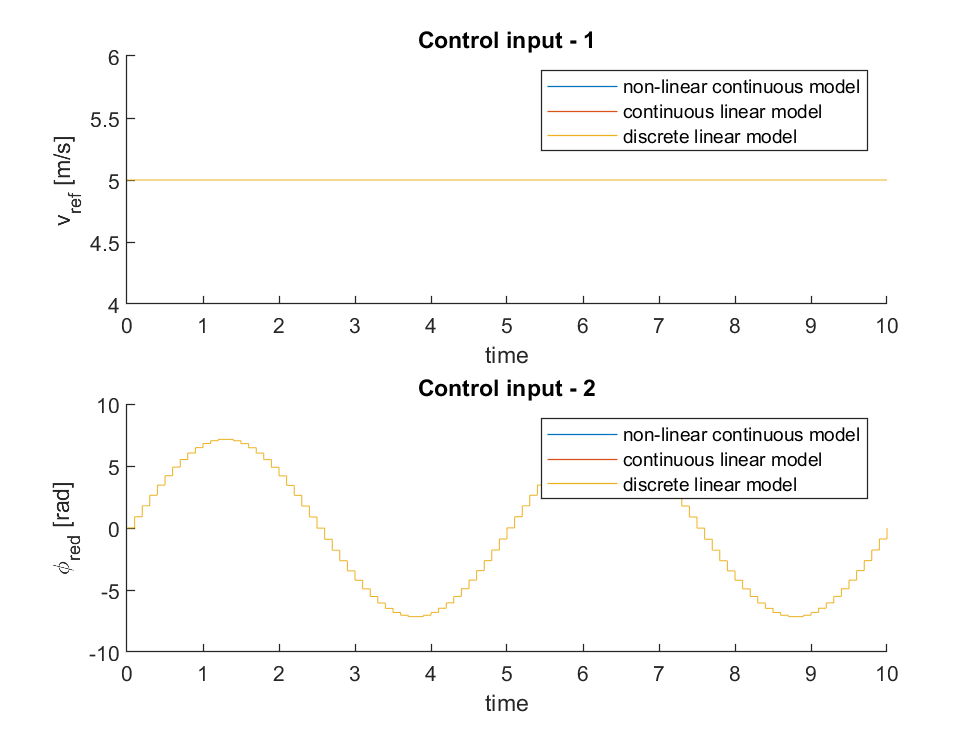 Control input - 1
6
5.5
5
4.5
4
v_ref [m/s]
non-linear continuous model
continuous linear model
discrete linear model
0 1 2 3 4 5 6 7 8 9 10
time
Control input - 2
10
5
0
-5
-10
ϕ_red [rad]
non-linear continuous model
continuous linear model
discrete linear model
0 1 2 3 4 5 6 7 8 9 10
time